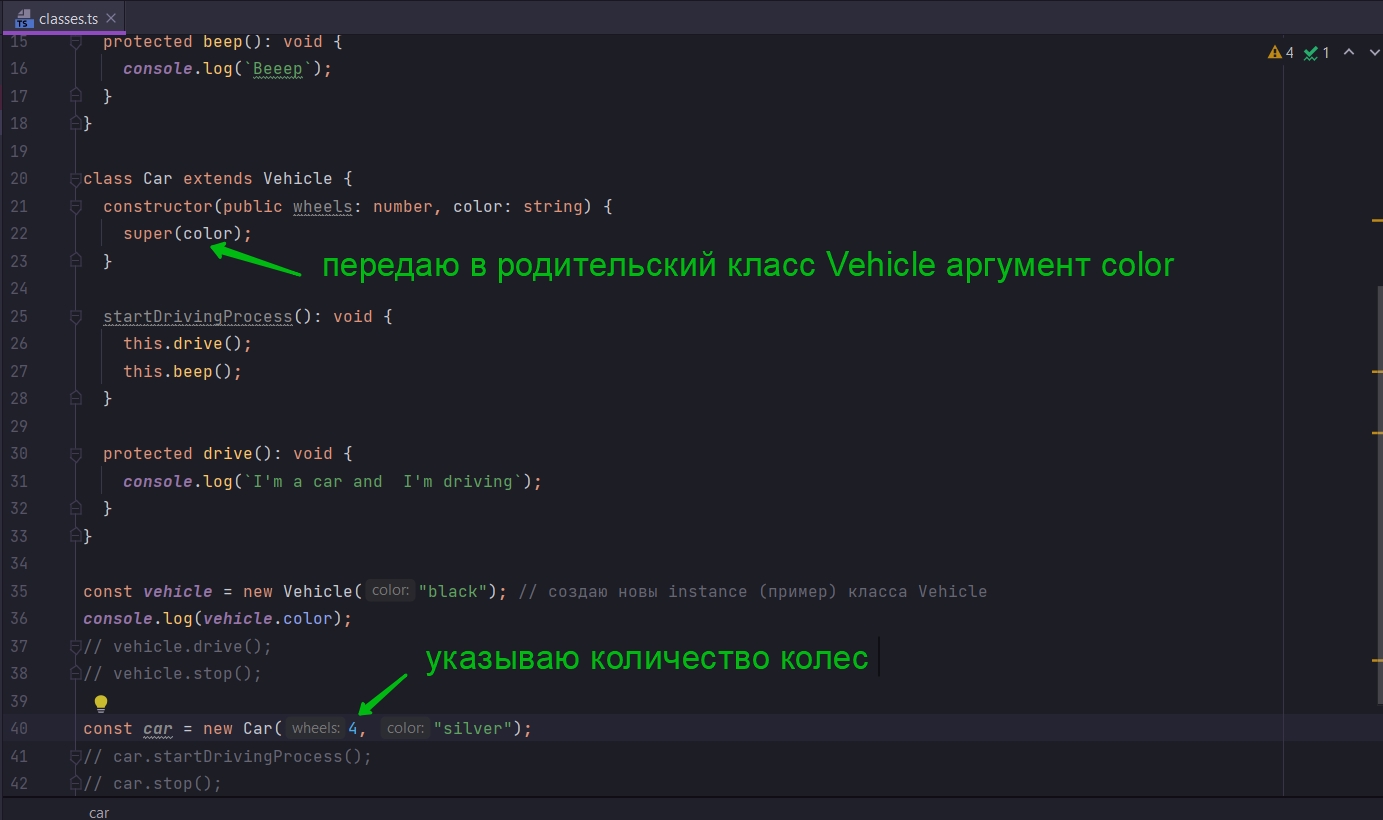 TS classes.ts
15 protected beep(): void {
4 1
16 console.log(`Beeep`);
17 }
18 }
19
20 class Car extends Vehicle {
21 constructor(public wheels: number, color: string) {
22 super(color);
23 }
передаю в родительский класс Vehicle аргумент color
24
25 startDrivingProcess(): void {
26 this.drive();
27 this.beep();
28 }
29
30 protected drive(): void {
31 console.log(`I'm a car and  I'm driving`);
32 }
33 }
34
35 const vehicle = new Vehicle( color: "black"); // создаю новы instance (пример) класса Vehicle
36 console.log(vehicle.color);
37 // vehicle.drive();
указываю количество колес
38 // vehicle.stop();
39
40 const car = new Car( wheels: 4, color: "silver");
41 // car.startDrivingProcess();
42 // car.stop();
car